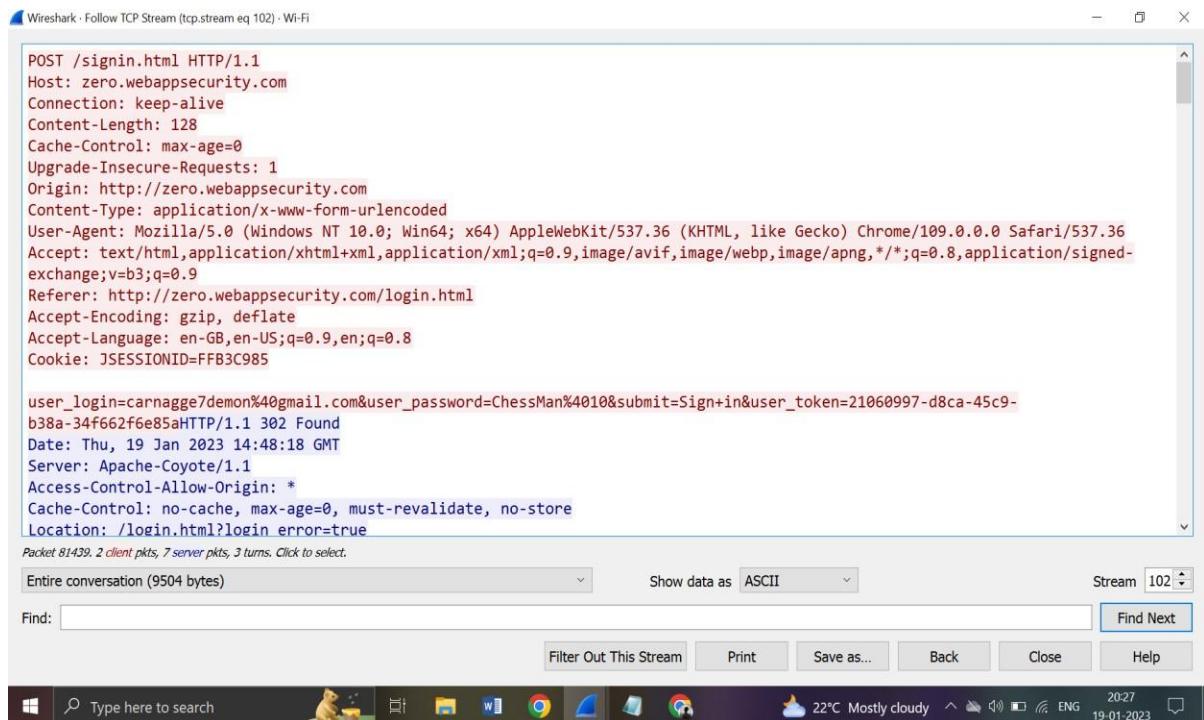 Wireshark · Follow TCP Stream (tcp.stream eq 102) · Wi-Fi
POST /signin.html HTTP/1.1
Host: zero.webappsecurity.com
Connection: keep-alive
Content-Length: 128
Cache-Control: max-age=0
Upgrade-Insecure-Requests: 1
Origin: http://zero.webappsecurity.com
Content-Type: application/x-www-form-urlencoded
User-Agent: Mozilla/5.0 (Windows NT 10.0; Win64; x64) AppleWebKit/537.36 (KHTML, like Gecko) Chrome/109.0.0.0 Safari/537.36
Accept: text/html,application/xhtml+xml,application/xml;q=0.9,image/avif,image/webp,image/apng,*/*;q=0.8,application/signed-
exchange;v=b3;q=0.9
Referer: http://zero.webappsecurity.com/login.html
Accept-Encoding: gzip, deflate
Accept-Language: en-GB,en-US;q=0.9,en;q=0.8
Cookie: JSESSIONID=FFB3C985
user_login=carnagge7demon%40gmail.com&user_password=ChessMan%4010&submit=Sign+in&user_token=21060997-d8ca-45c9-
b38a-34f662f6e85aHTTP/1.1 302 Found
Date: Thu, 19 Jan 2023 14:48:18 GMT
Server: Apache-Coyote/1.1
Access-Control-Allow-Origin: *
Cache-Control: no-cache, max-age=0, must-revalidate, no-store
Location: /login.html?login_error=true
Packet 81439. 2 client pkts, 7 server pkts, 3 turns. Click to select.
Entire conversation (9504 bytes) Show data as ASCII Stream 102
Find: Find Next
Filter Out This Stream Print Save as... Back Close Help
Type here to search 22°C Mostly cloudy ENG 20:27
19-01-2023